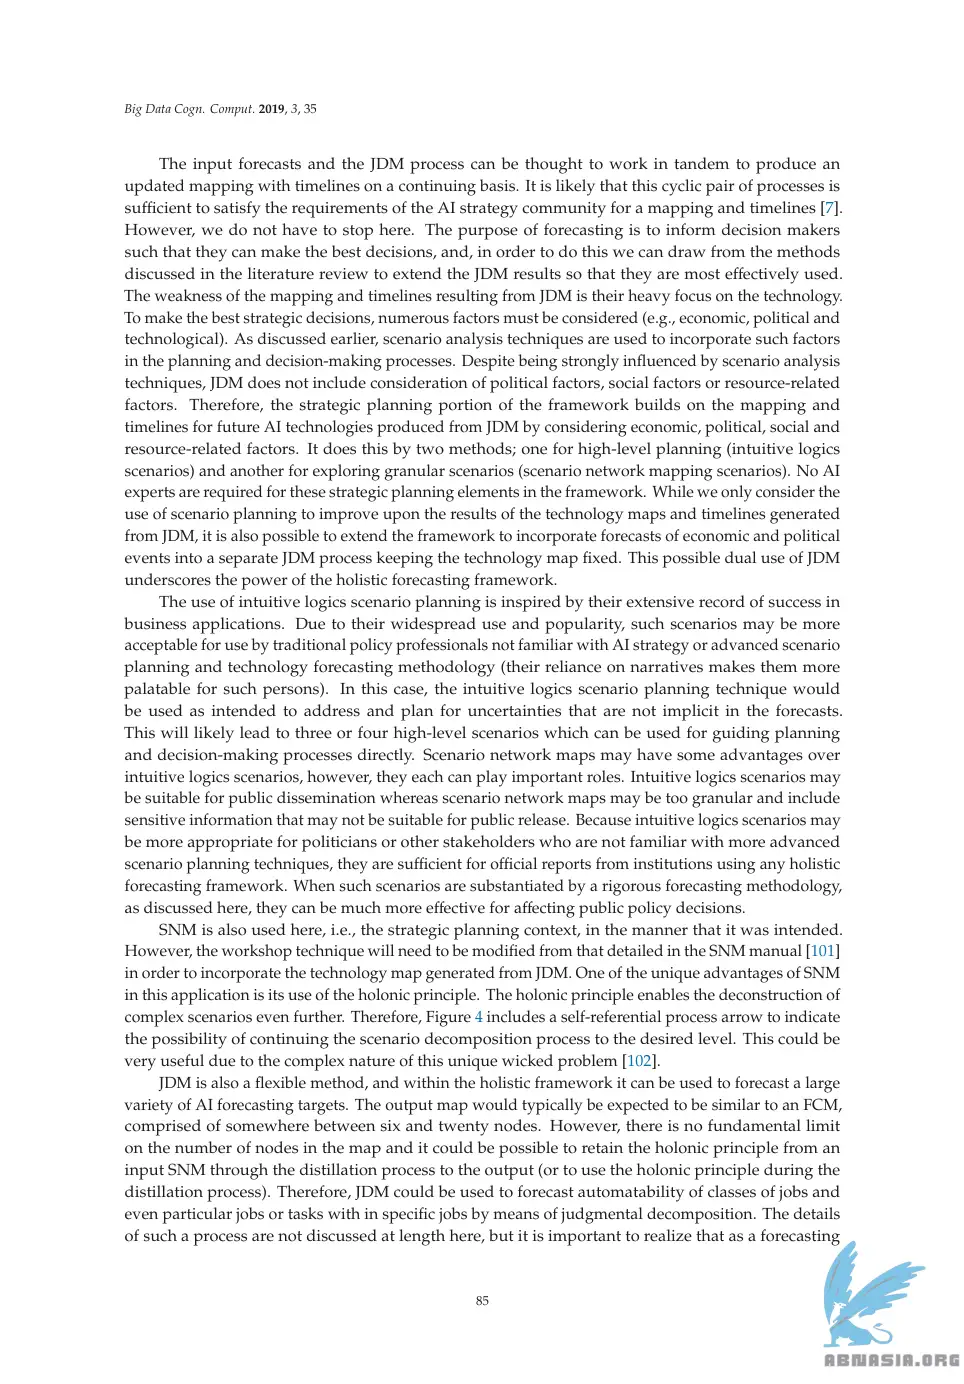 Big Data Cogn. Comput. 2019, 3, 35
The input forecasts and the JDM process can be thought to work in tandem to produce an
updated mapping with timelines on a continuing basis. It is likely that this cyclic pair of processes is
sufficient to satisfy the requirements of the AI strategy community for a mapping and timelines [7].
However, we do not have to stop here. The purpose of forecasting is to inform decision makers
such that they can make the best decisions, and, in order to do this we can draw from the methods
discussed in the literature review to extend the JDM results so that they are most effectively used.
The weakness of the mapping and timelines resulting from JDM is their heavy focus on the technology.
To make the best strategic decisions, numerous factors must be considered (e.g., economic, political and
technological). As discussed earlier, scenario analysis techniques are used to incorporate such factors
in the planning and decision-making processes. Despite being strongly influenced by scenario analysis
techniques, JDM does not include consideration of political factors, social factors or resource-related
factors. Therefore, the strategic planning portion of the framework builds on the mapping and
timelines for future AI technologies produced from JDM by considering economic, political, social and
resource-related factors. It does this by two methods; one for high-level planning (intuitive logics
scenarios) and another for exploring granular scenarios (scenario network mapping scenarios). No AI
experts are required for these strategic planning elements in the framework. While we only consider the
use of scenario planning to improve upon the results of the technology maps and timelines generated
from JDM, it is also possible to extend the framework to incorporate forecasts of economic and political
events into a separate JDM process keeping the technology map fixed. This possible dual use of JDM
underscores the power of the holistic forecasting framework.
The use of intuitive logics scenario planning is inspired by their extensive record of success in
business applications. Due to their widespread use and popularity, such scenarios may be more
acceptable for use by traditional policy professionals not familiar with AI strategy or advanced scenario
planning and technology forecasting methodology (their reliance on narratives makes them more
palatable for such persons). In this case, the intuitive logics scenario planning technique would
be used as intended to address and plan for uncertainties that are not implicit in the forecasts.
This will likely lead to three or four high-level scenarios which can be used for guiding planning
and decision-making processes directly. Scenario network maps may have some advantages over
intuitive logics scenarios, however, they each can play important roles. Intuitive logics scenarios may
be suitable for public dissemination whereas scenario network maps may be too granular and include
sensitive information that may not be suitable for public release. Because intuitive logics scenarios may
be more appropriate for politicians or other stakeholders who are not familiar with more advanced
scenario planning techniques, they are sufficient for official reports from institutions using any holistic
forecasting framework. When such scenarios are substantiated by a rigorous forecasting methodology,
as discussed here, they can be much more effective for affecting public policy decisions.
SNM is also used here, i.e., the strategic planning context, in the manner that it was intended.
However, the workshop technique will need to be modified from that detailed in the SNM manual [101]
in order to incorporate the technology map generated from JDM. One of the unique advantages of SNM
in this application is its use of the holonic principle. The holonic principle enables the deconstruction of
complex scenarios even further. Therefore, Figure 4 includes a self-referential process arrow to indicate
the possibility of continuing the scenario decomposition process to the desired level. This could be
very useful due to the complex nature of this unique wicked problem [102].
JDM is also a flexible method, and within the holistic framework it can be used to forecast a large
variety of AI forecasting targets. The output map would typically be expected to be similar to an FCM,
comprised of somewhere between six and twenty nodes. However, there is no fundamental limit
on the number of nodes in the map and it could be possible to retain the holonic principle from an
input SNM through the distillation process to the output (or to use the holonic principle during the
distillation process). Therefore, JDM could be used to forecast automatability of classes of jobs and
even particular jobs or tasks with in specific jobs by means of judgmental decomposition. The details
of such a process are not discussed at length here, but it is important to realize that as a forecasting
85
ABNASIA.ORG